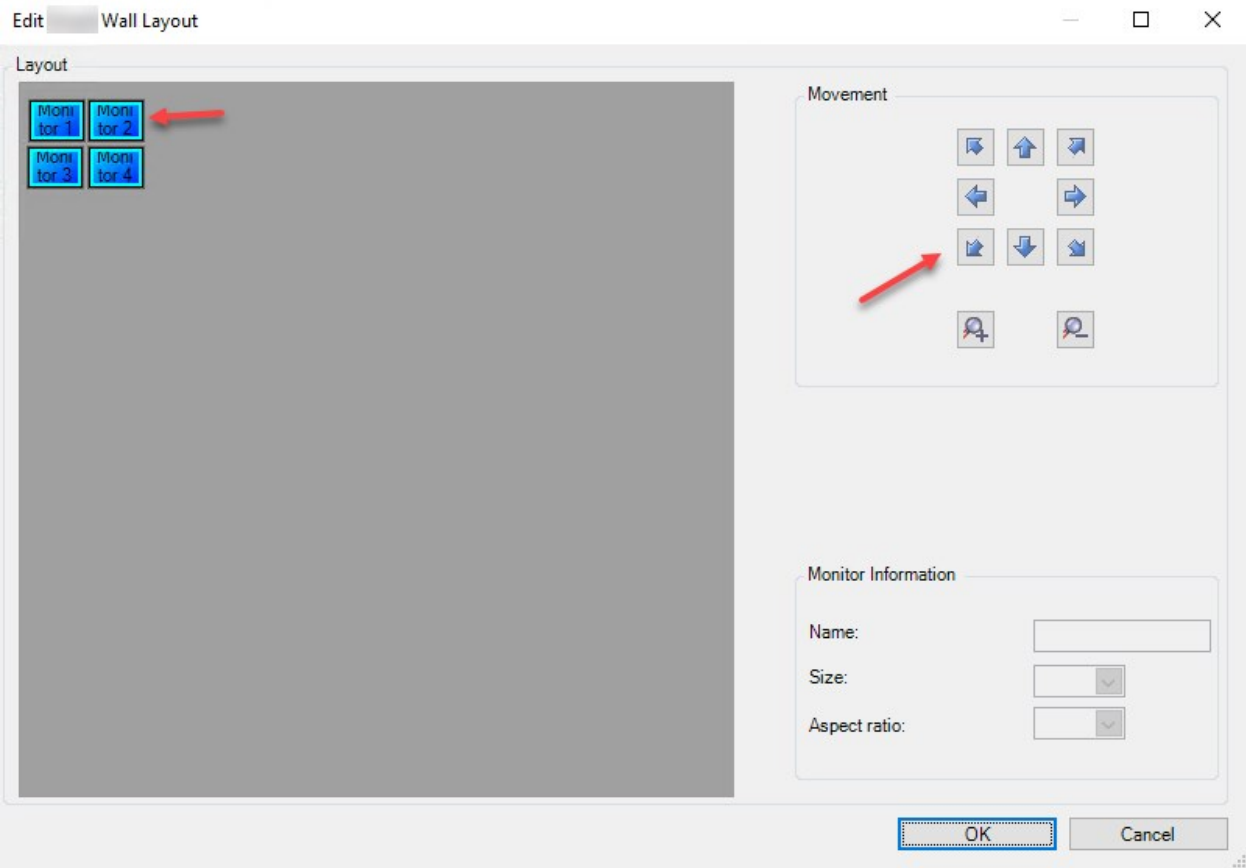 Edit Wall Layout
Layout
Moni
tor 1
Moni
tor 2
Moni
tor 3
Moni
tor 4
Movement
Monitor Information
Name:
Size:
Aspect ratio:
OK
Cancel